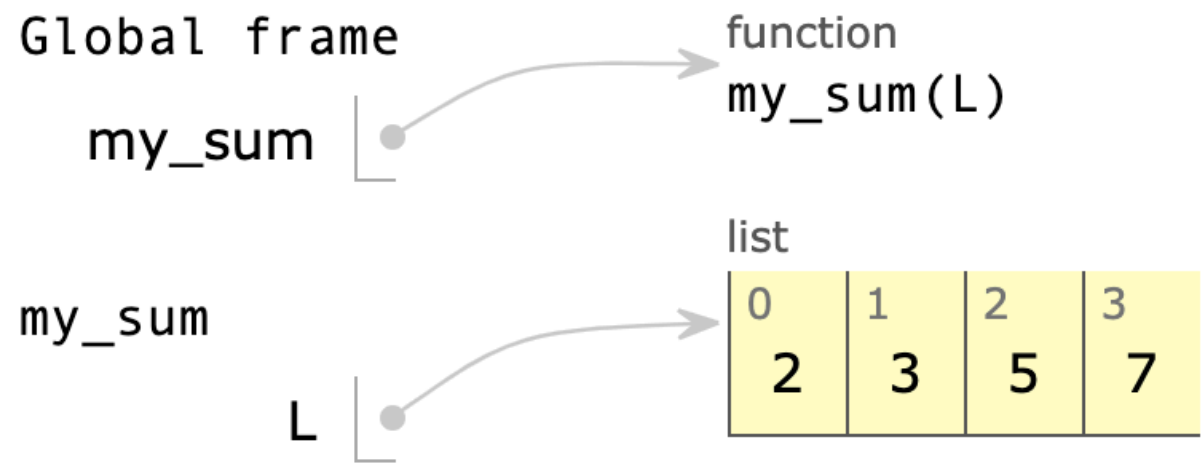 Global frame
my_sum
function
my_sum(L)
my_sum
L
list
0 1 2 3
2 3 5 7